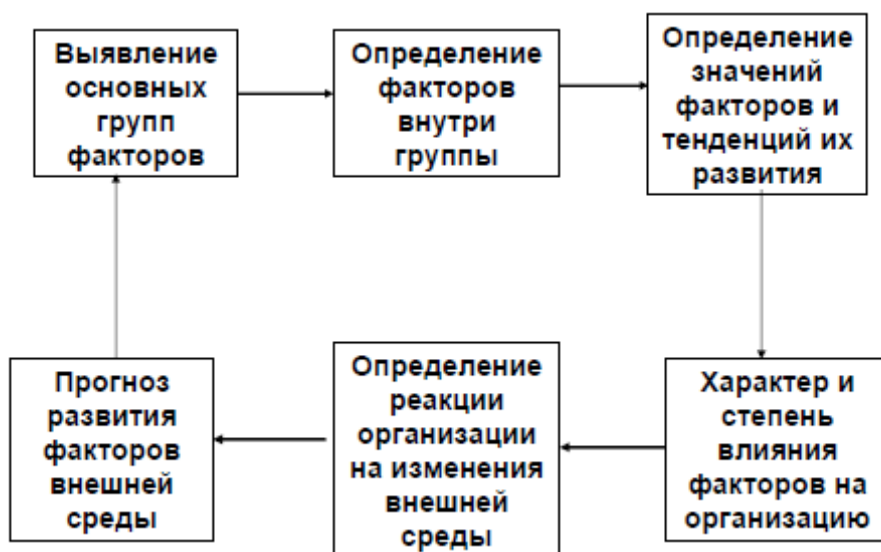 Выявление
основных
групп
факторов
Определение
факторов
внутри
группы
Определение
значений
факторов и
тенденций их
развития
Характер и
степень
влияния
факторов на
организацию
Определение
реакции
организации
на изменения
внешней
среды
Прогноз
развития
факторов
внешней
среды